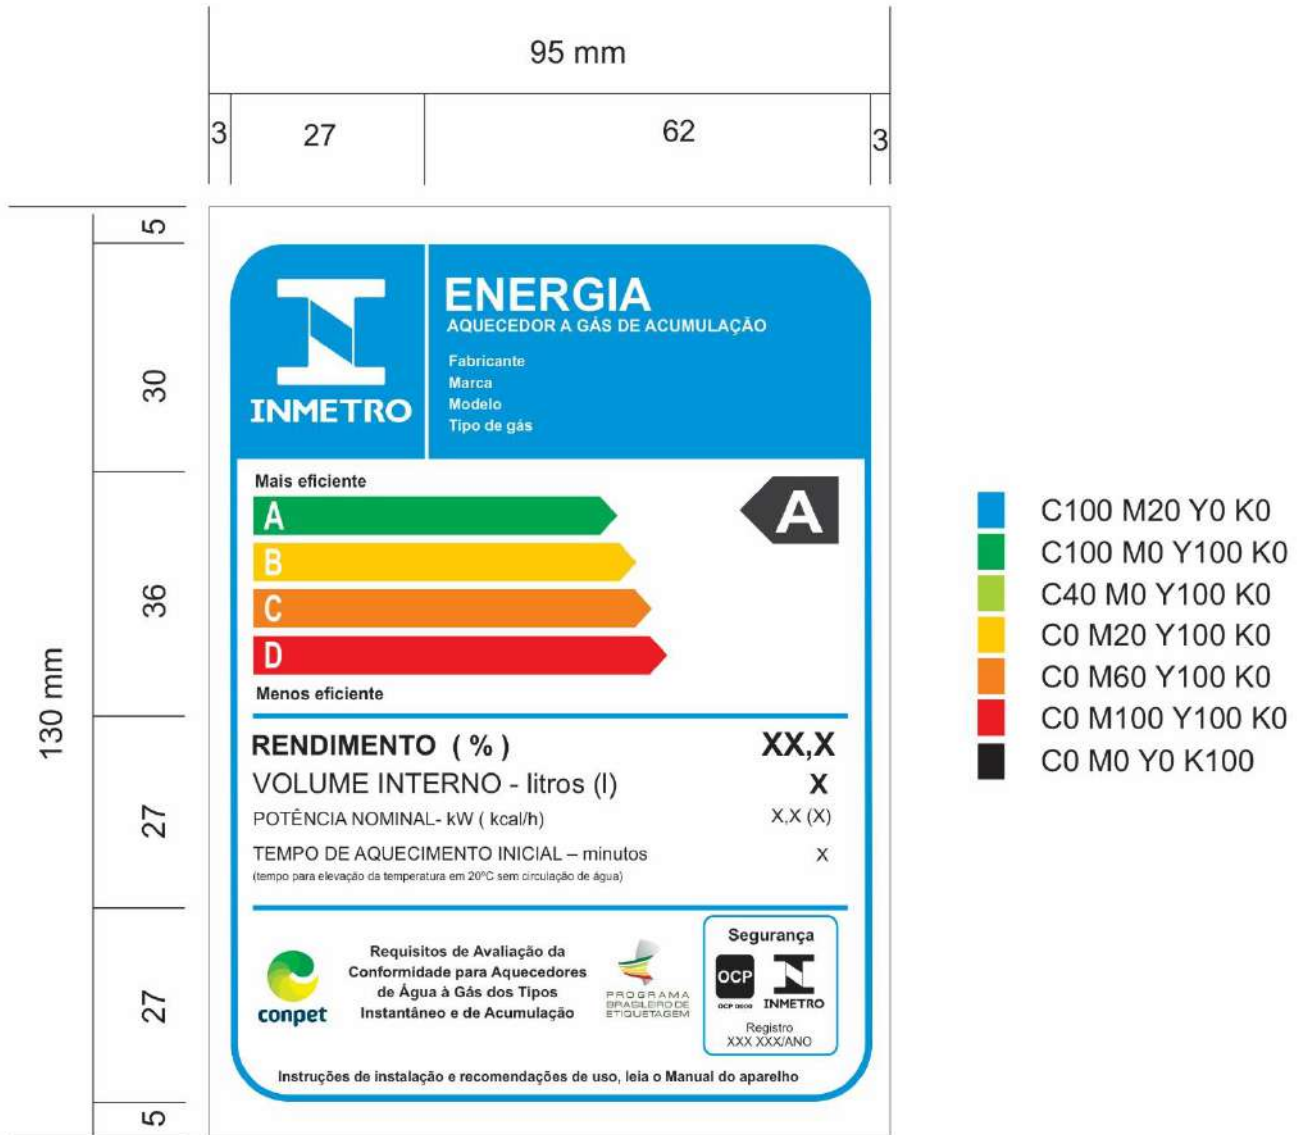 95 mm
3
27
62
3
5
30
36
130 mm
27
27
5
INMETRO
ENERGIA
AQUECEDOR A GÁS DE ACUMULAÇÃO
Fabricante
Marca
Modelo
Tipo de gás
Mais eficiente
A
A
B
C
D
Menos eficiente
RENDIMENTO ( % ) XX,X
VOLUME INTERNO - litros (l) X
POTÊNCIA NOMINAL- kW ( kcal/h) X,X (X)
TEMPO DE AQUECIMENTO INICIAL – minutos X
(tempo para elevação da temperatura em 20ºC sem circulação de água)
conpet
Requisitos de Avaliação da
Conformidade para Aquecedores
de Água à Gás dos Tipos
Instantâneo e de Acumulação
PROGRAMA
BRASILEIRO DE
ETIQUETAGEM
Segurança
OCP
OCP 0000
INMETRO
Registro
XXX XXX/ANO
Instruções de instalação e recomendações de uso, leia o Manual do aparelho
C100 M20 Y0 K0
C100 M0 Y100 K0
C40 M0 Y100 K0
C0 M20 Y100 K0
C0 M60 Y100 K0
C0 M100 Y100 K0
C0 M0 Y0 K100